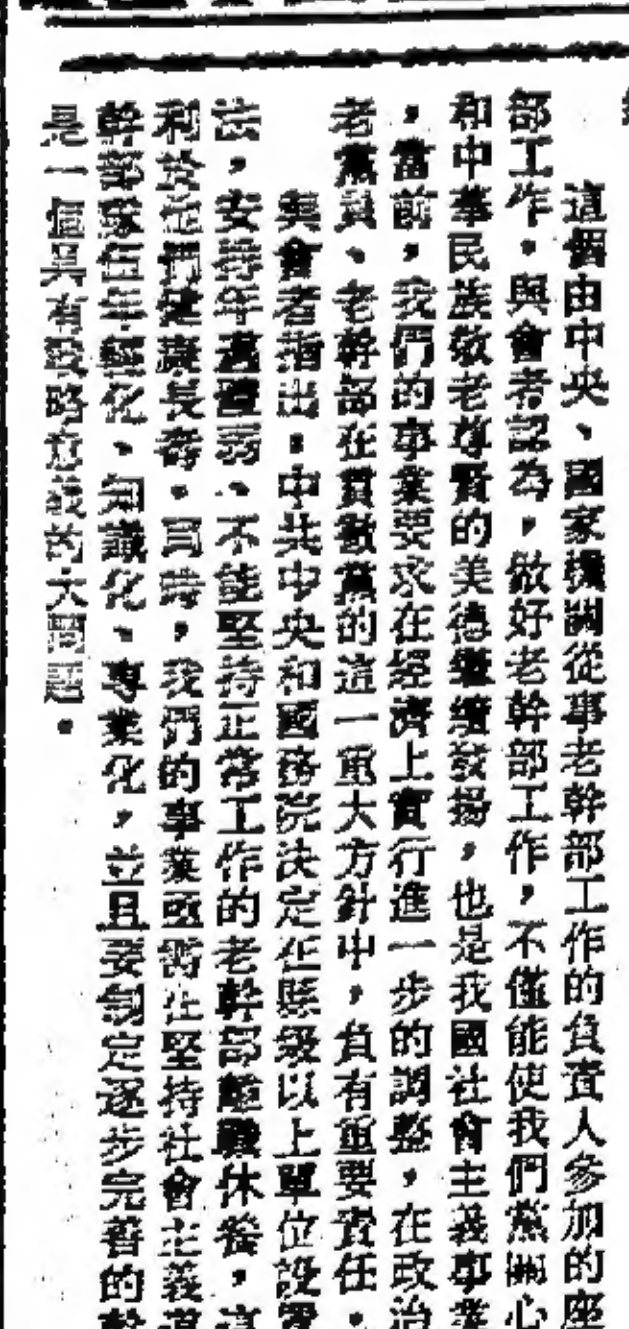 這個由中央、國家機關從事老幹部工作的負責人參加的座
部工作。與會者認為,做好老幹部工作,不僅能使我們黨關心
和中華民族敬老尊賢的美德繼續發揚,也是我國社會主義事業
,當前,我們的事業要求在經濟上實行進一步的調整,在政治
老黨員、老幹部在貫徹黨的這一重大方針中,負有重要責任。
與會者指出:中共中央和國務院決定在縣級以上單位設置
法,安排年邁體弱、不能堅持正常工作的老幹部離職休養,這
利於他們健康長壽。同時,我們的事業亟需在堅持社會主義道
幹部隊伍年輕化、知識化、專業化,並且要制定逐步完善的幹
是一個具有戰略意義的大問題。